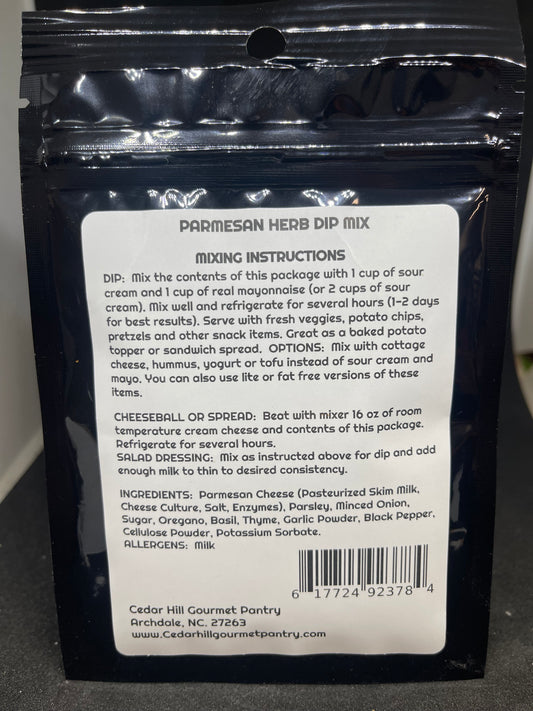 PARMESAN HERB DIP MIX
MIXING INSTRUCTIONS
DIP: Mix the contents of this package with 1 cup of sour
cream and 1 cup of real mayonnaise (or 2 cups of sour
cream). Mix well and refrigerate for several hours (1-2 days
for best results). Serve with fresh veggies, potato chips,
pretzels and other snack items. Great as a baked potato
topper or sandwich spread. OPTIONS: Mix with cottage
cheese, hummus, yogurt or tofu instead of sour cream and
mayo. You can also use lite or fat free versions of these
items.
CHEESEBALL OR SPREAD: Beat with mixer 16 oz of room
temperature cream cheese and contents of this package.
Refrigerate for several hours.
SALAD DRESSING: Mix as instructed above for dip and add
enough milk to thin to desired consistency.
INGREDIENTS: Parmesan Cheese (Pasteurized Skim Milk,
Cheese Culture, Salt, Enzymes), Parsley, Minced Onion,
Sugar, Oregano, Basil, Thyme, Garlic Powder, Black Pepper,
Cellulose Powder, Potassium Sorbate.
ALLERGENS: Milk
6 17724 92378 4
Cedar Hill Gourmet Pantry
Archdale, NC. 27263
www.Cedarhillgourmetpantry.com